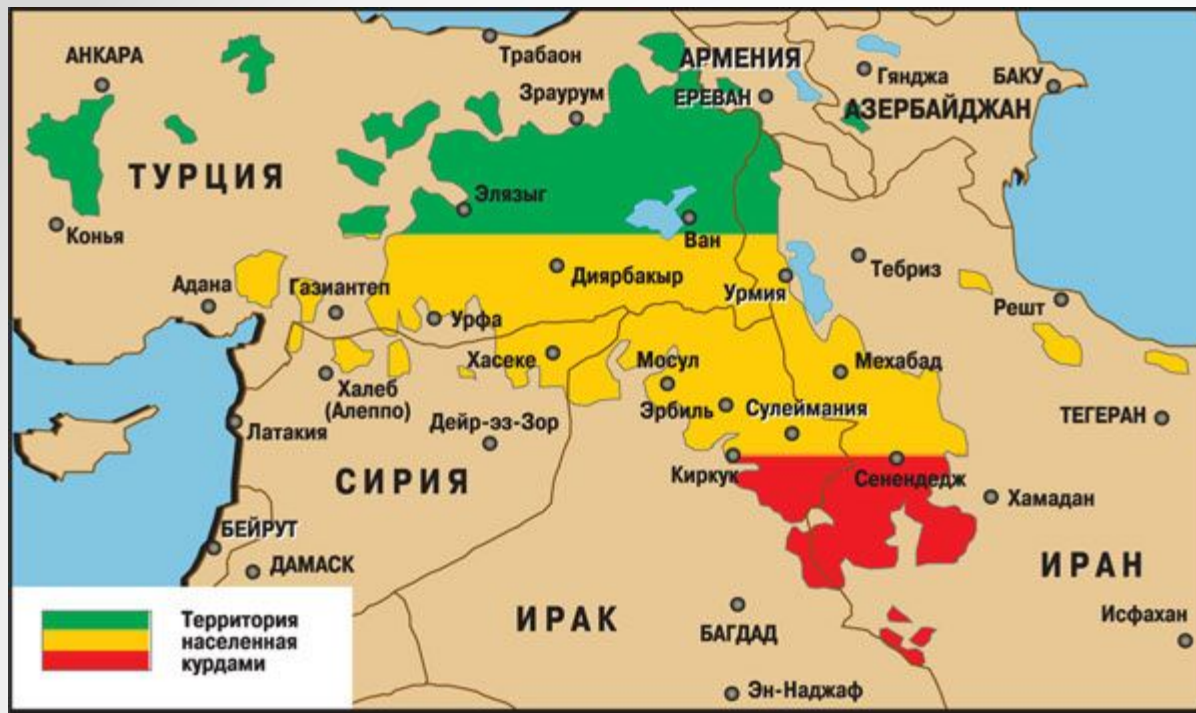 АНКАРА
Трабаон
АРМЕНИЯ
Гянджа
БАКУ
Зраурум
ЕРЕВАН
АЗЕРБАЙДЖАН
ТУРЦИЯ
Элязыг
Конья
Ван
Диярбакыр
Тебриз
Адана
Газиантеп
Урмия
Решт
Урфа
Хасеке
Мосул
Мехабад
Халеб
(Алеппо)
Эрбиль
Сулеймания
Латакия
Дейр-эз-Зор
ТЕГЕРАН
СИРИЯ
Киркук
Сенендедж
Хамадан
БЕЙРУТ
ДАМАСК
ИРАН
ИРАК
Исфахан
БАГДАД
Эн-Наджаф
Территория
населенная
курдами